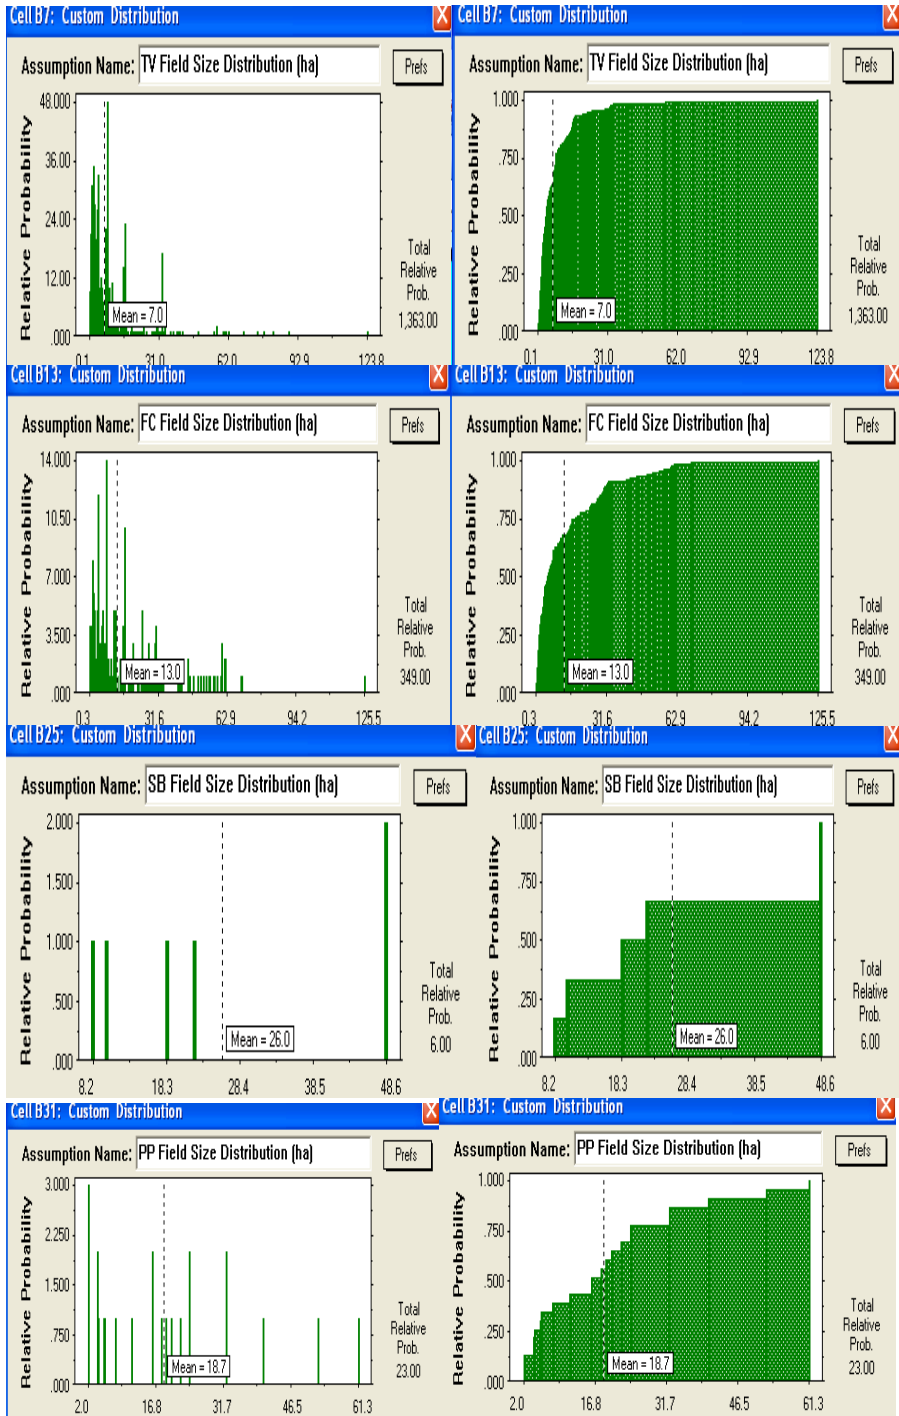 Cell B7: Custom Distribution
Assumption Name: TV Field Size Distribution (ha)
Prefs
Relative Probability
48.000
36.00
24.00
12.00
.000
Mean = 7.0
0.1 31.0 62.0 92.9 123.8
Total
Relative
Prob.
1,363.00
Cell B7: Custom Distribution
Assumption Name: TV Field Size Distribution (ha)
Prefs
Relative Probability
1.000
.750
.500
.250
.000
Mean = 7.0
0.1 31.0 62.0 92.9 123.8
Total
Relative
Prob.
1,363.00
Cell B13: Custom Distribution
Assumption Name: FC Field Size Distribution (ha)
Prefs
Relative Probability
14.000
10.50
7.000
3.500
.000
Mean = 13.0
0.3 31.6 62.9 94.2 125.5
Total
Relative
Prob.
349.00
Cell B13: Custom Distribution
Assumption Name: FC Field Size Distribution (ha)
Prefs
Relative Probability
1.000
.750
.500
.250
.000
Mean = 13.0
0.3 31.6 62.9 94.2 125.5
Total
Relative
Prob.
349.00
Cell B25: Custom Distribution
Assumption Name: SB Field Size Distribution (ha)
Prefs
Relative Probability
2.000
1.500
1.000
.500
.000
Mean = 26.0
8.2 18.3 28.4 38.5 48.6
Total
Relative
Prob.
6.00
Cell B25: Custom Distribution
Assumption Name: SB Field Size Distribution (ha)
Prefs
Relative Probability
1.000
.750
.500
.250
.000
Mean = 26.0
8.2 18.3 28.4 38.5 48.6
Total
Relative
Prob.
6.00
Cell B31: Custom Distribution
Assumption Name: PP Field Size Distribution (ha)
Prefs
Relative Probability
3.000
2.250
1.500
.750
.000
Mean = 18.7
2.0 16.8 31.7 46.5 61.3
Total
Relative
Prob.
23.00
Cell B31: Custom Distribution
Assumption Name: PP Field Size Distribution (ha)
Prefs
Relative Probability
1.000
.750
.500
.250
.000
Mean = 18.7
2.0 16.8 31.7 46.5 61.3
Total
Relative
Prob.
23.00